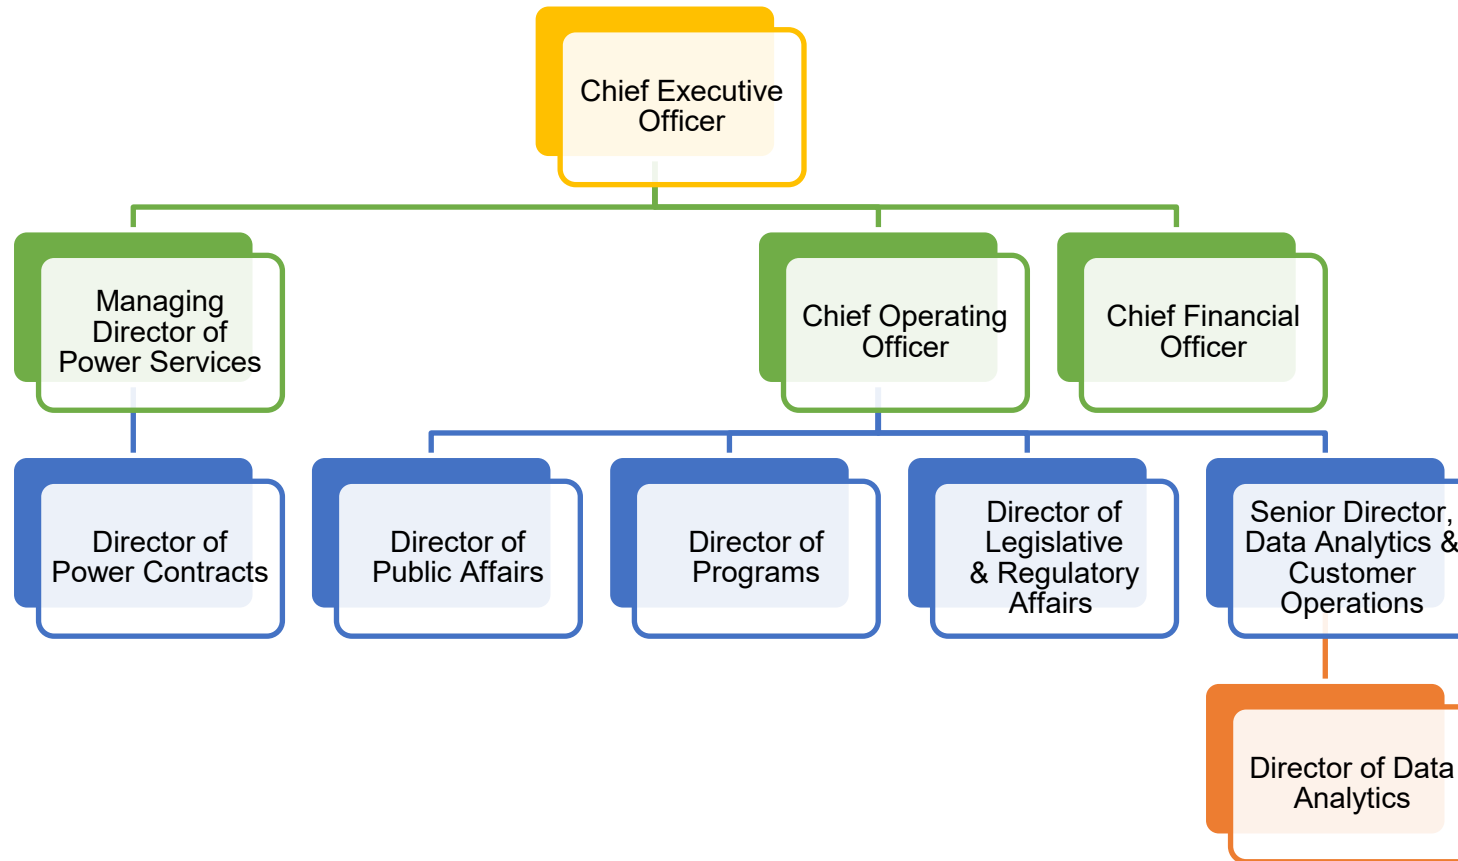 Chief Executive
Officer
Managing
Director of
Power Services
Chief Operating
Officer
Chief Financial
Officer
Director of
Power Contracts
Director of
Public Affairs
Director of
Programs
Director of
Legislative
& Regulatory
Affairs
Senior Director,
Data Analytics &
Customer
Operations
Director of Data
Analytics